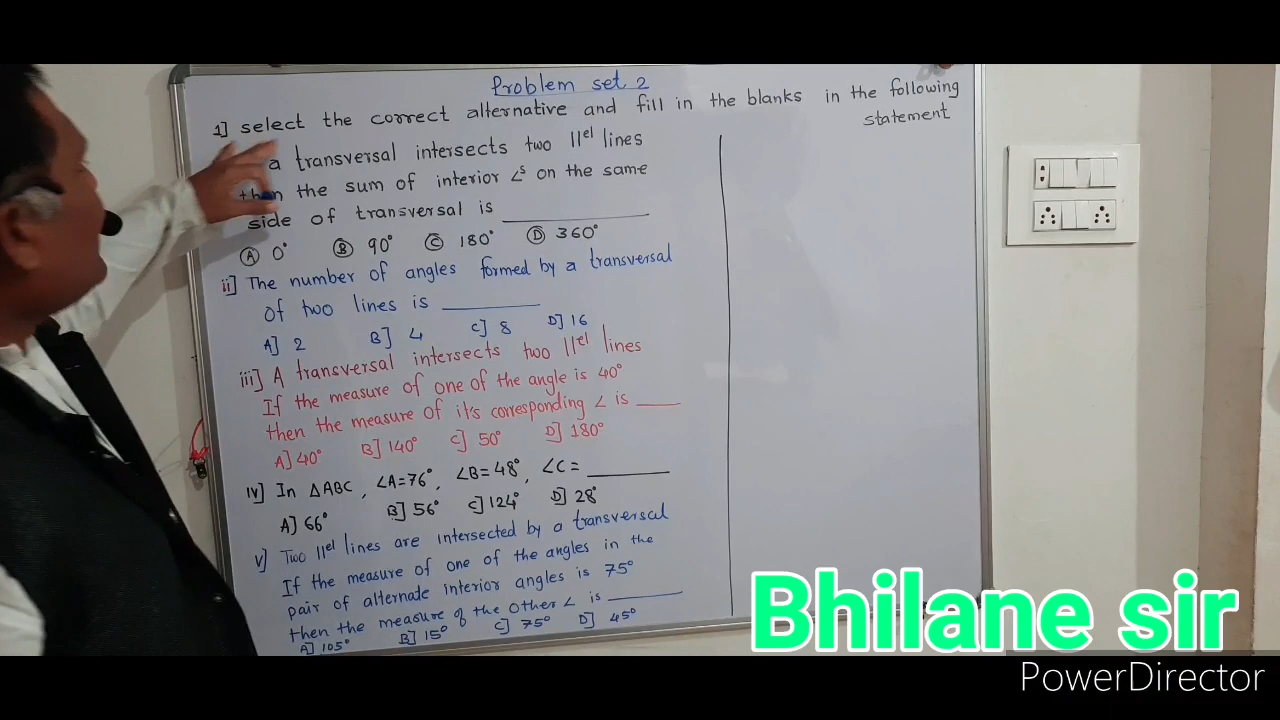 Problem set 2
1] select the correct alternative and fill in the blanks in the following
statement
a transversal intersects two ||el lines
then the sum of interior ∠s on the same
side of transversal is ________
Ⓐ 0° Ⓑ 90° Ⓒ 180° Ⓓ 360°
ii] The number of angles formed by a transversal
of two lines is ________
A] 2 B] 4 C] 8 D] 16
iii] A transversal intersects two ||el lines
If the measure of one of the angle is 40°
then the measure of it's corresponding ∠ is ____
A] 40° B] 140° C] 50° D] 180°
iv] In △ABC, ∠A=76°, ∠B=48°, ∠C= ________
A] 66° B] 56° C] 124° D] 28°
v] Two ||el lines are intersected by a transversal
If the measure of one of the angles in the
pair of alternate interior angles is 75°
then the measure of the other ∠ is ________
A] 105° B] 15° C] 75° D] 45°
Bhilane sir
PowerDirector